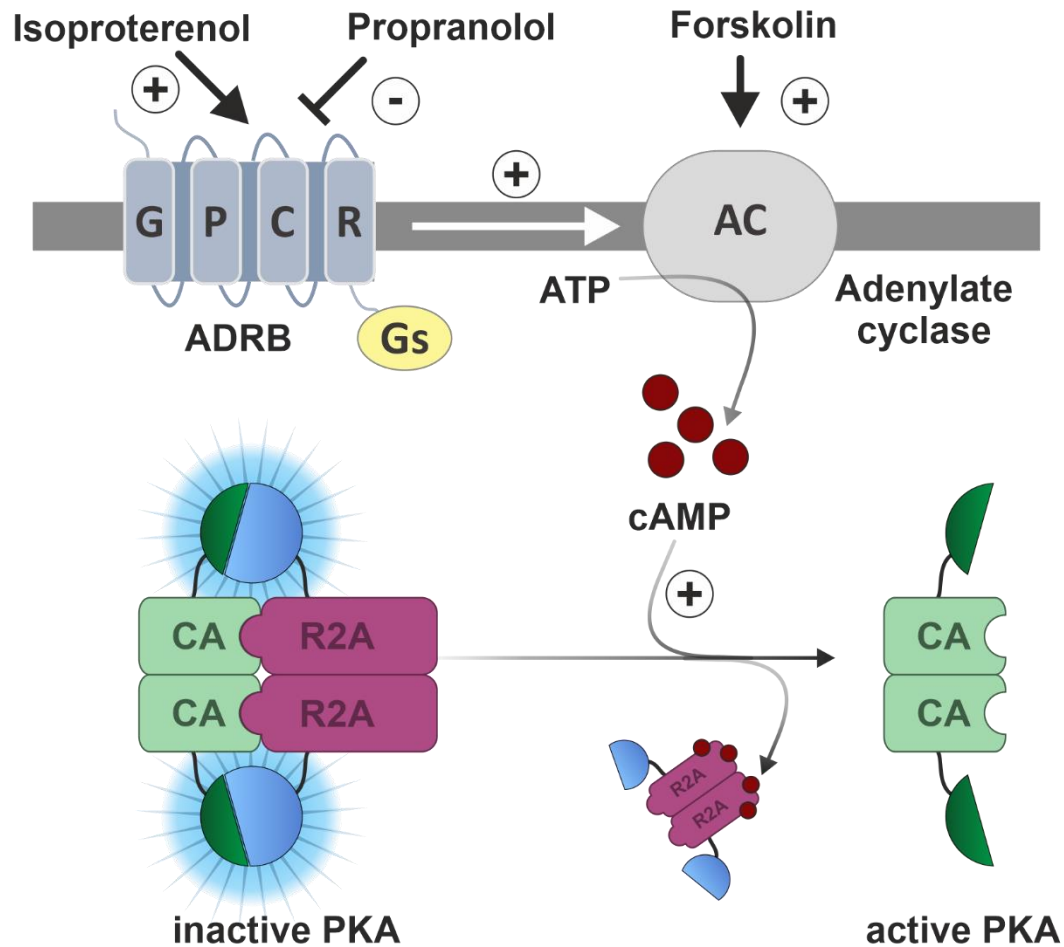 Isoproterenol
Propranolol
Forskolin
+
-
+
+
G P C R
AC
ATP
Adenylate
cyclase
ADRB
Gs
cAMP
+
CA R2A
CA R2A
CA
CA
R2A
R2A
inactive PKA
active PKA